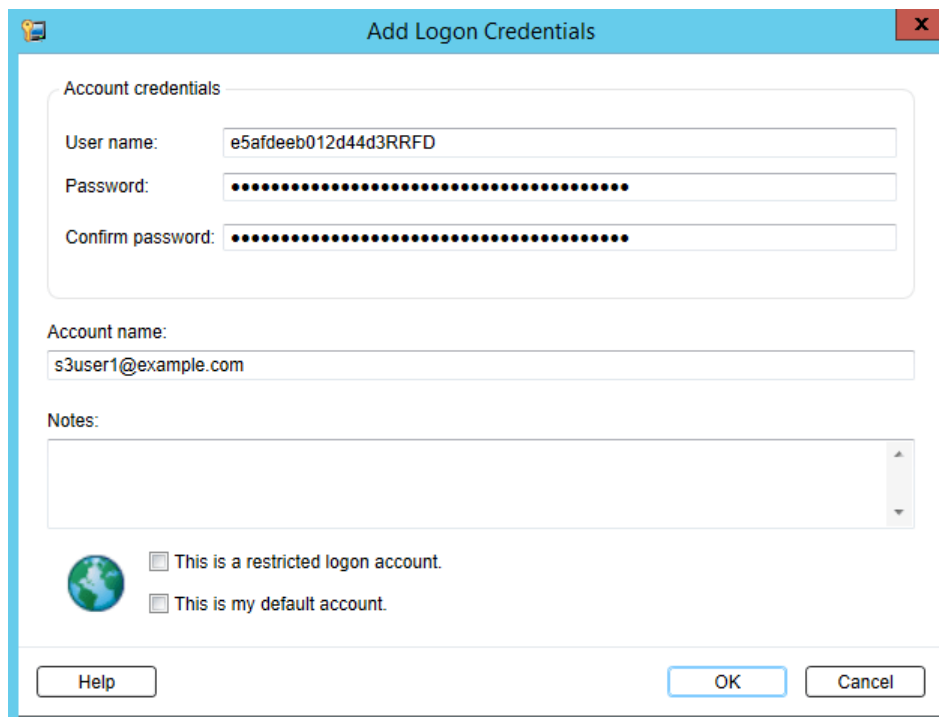 Add Logon Credentials
x
Account credentials
User name: e5afdeeb012d44d3RRFD
Password: ••••••••••••••••••••••••••••••••••••••••
Confirm password: ••••••••••••••••••••••••••••••••••••••••
Account name:
s3user1@example.com
Notes:
This is a restricted logon account.
This is my default account.
Help OK Cancel